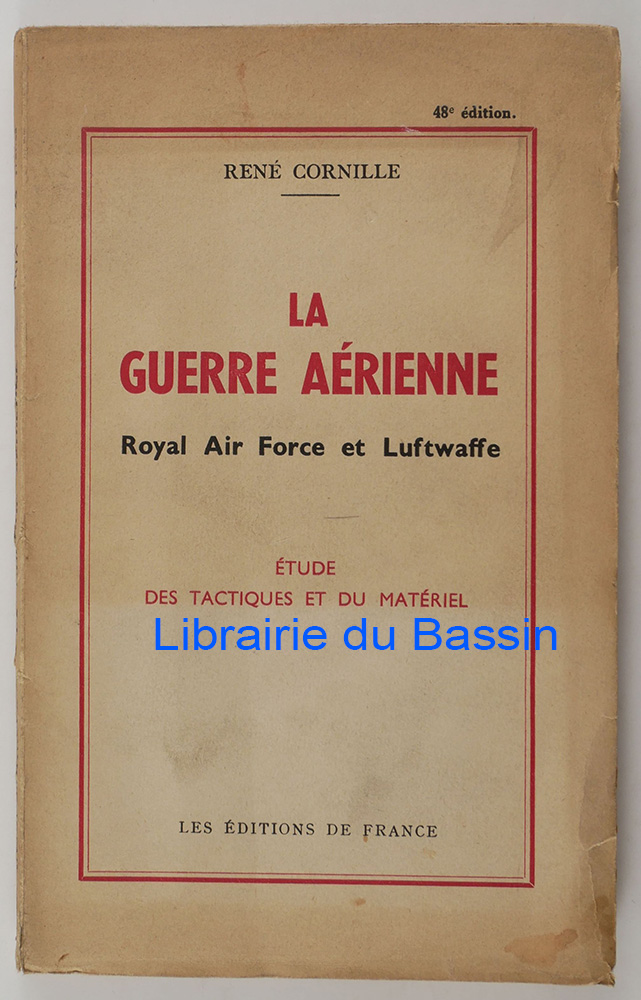 48e édition.
RENÉ CORNILLE
LA
GUERRE AÉRIENNE
Royal Air Force et Luftwaffe
ÉTUDE
DES TACTIQUES ET DU MATÉRIEL
Librairie du Bassin
LES ÉDITIONS DE FRANCE